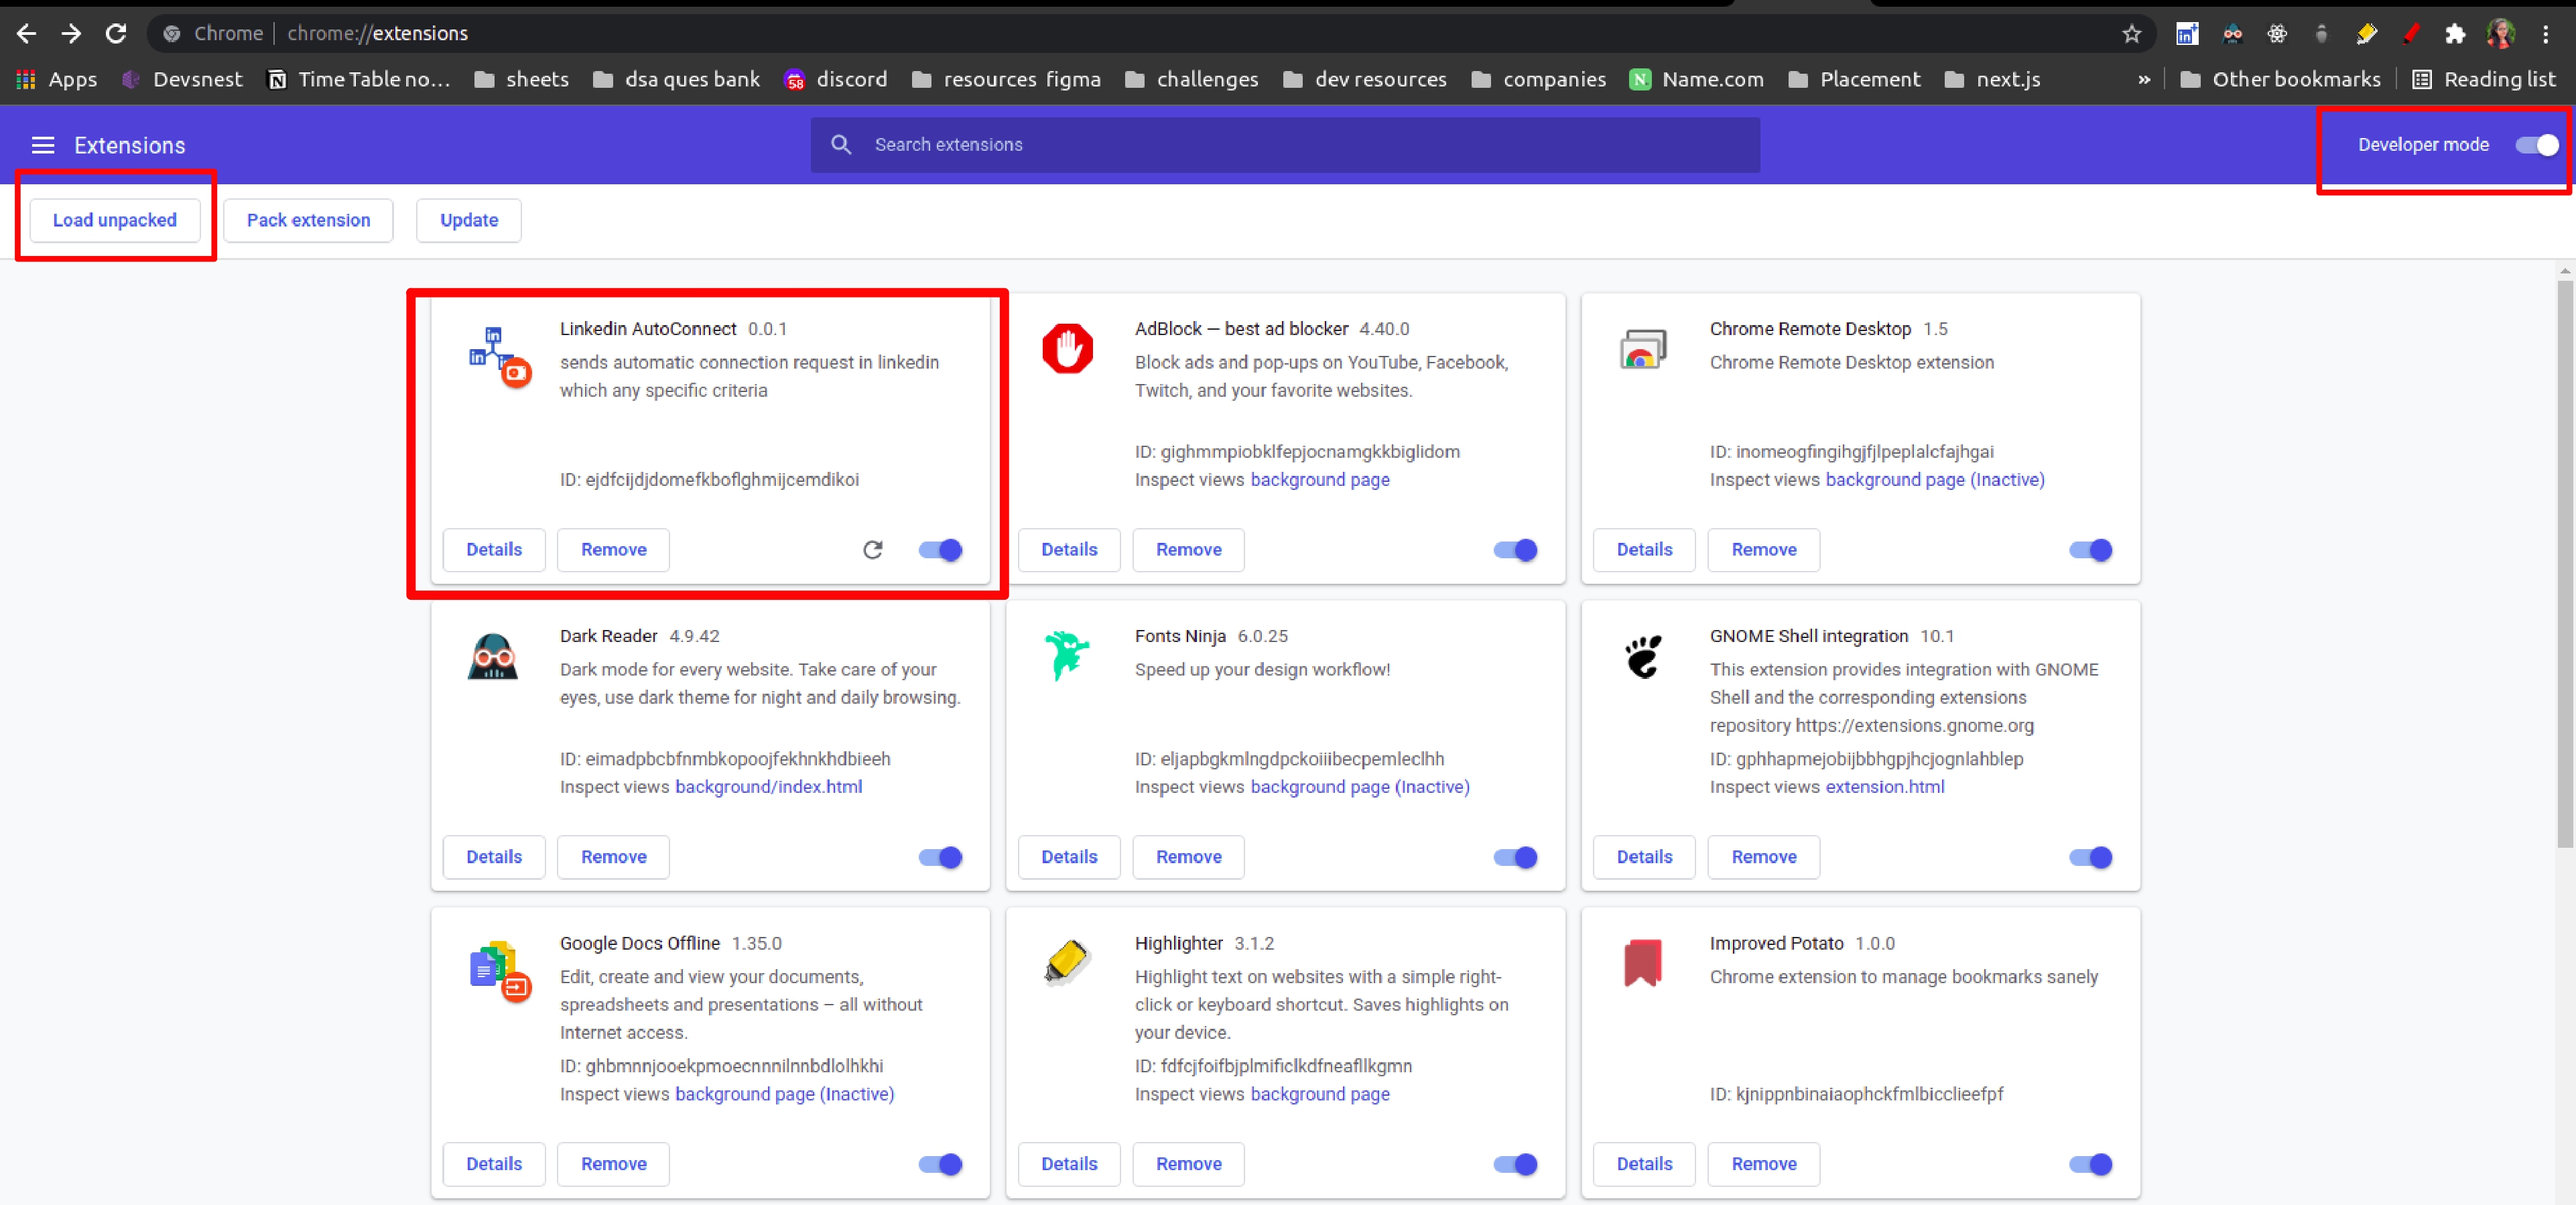 Chrome | chrome://extensions
Apps Devsnest Time Table no... sheets dsa ques bank 58 discord resources figma challenges dev resources companies N. Name.com Placement next.js » Other bookmarks Reading list
Extensions
Search extensions
Developer mode
Load unpacked
Pack extension
Update
Linkedin AutoConnect 0.0.1
sends automatic connection request in linkedin
which any specific criteria
ID: ejdfcijdjdomefkboflghmijcemdikoi
Details
Remove
AdBlock — best ad blocker 4.40.0
Block ads and pop-ups on YouTube, Facebook,
Twitch, and your favorite websites.
ID: gighmmpiobklfepjocnamgkkbiglidom
Inspect views background page
Details
Remove
Chrome Remote Desktop 1.5
Chrome Remote Desktop extension
ID: inomeogfingihgjfjlpeplalcfajhgai
Inspect views background page (Inactive)
Details
Remove
Dark Reader 4.9.42
Dark mode for every website. Take care of your
eyes, use dark theme for night and daily browsing.
ID: eimadpbcbfnmbkopoojfekhnkhdbieeh
Inspect views background/index.html
Details
Remove
Fonts Ninja 6.0.25
Speed up your design workflow!
ID: eljapbgkmlngdpckoiiibecpemleclhh
Inspect views background page (Inactive)
Details
Remove
GNOME Shell integration 10.1
This extension provides integration with GNOME
Shell and the corresponding extensions
repository https://extensions.gnome.org
ID: gphhapmejobijbbhgpjhcjognlahblep
Inspect views extension.html
Details
Remove
Google Docs Offline 1.35.0
Edit, create and view your documents,
spreadsheets and presentations – all without
Internet access.
ID: ghbmnnjooekpmoecnnnilnnbdlolhkhi
Inspect views background page (Inactive)
Details
Remove
Highlighter 3.1.2
Highlight text on websites with a simple right-
click or keyboard shortcut. Saves highlights on
your device.
ID: fdfcjfoifbjplmificlkdfneafllkgmn
Inspect views background page
Details
Remove
Improved Potato 1.0.0
Chrome extension to manage bookmarks sanely
ID: kjnippnbinaiaophckfmlbicclieefpf
Details
Remove